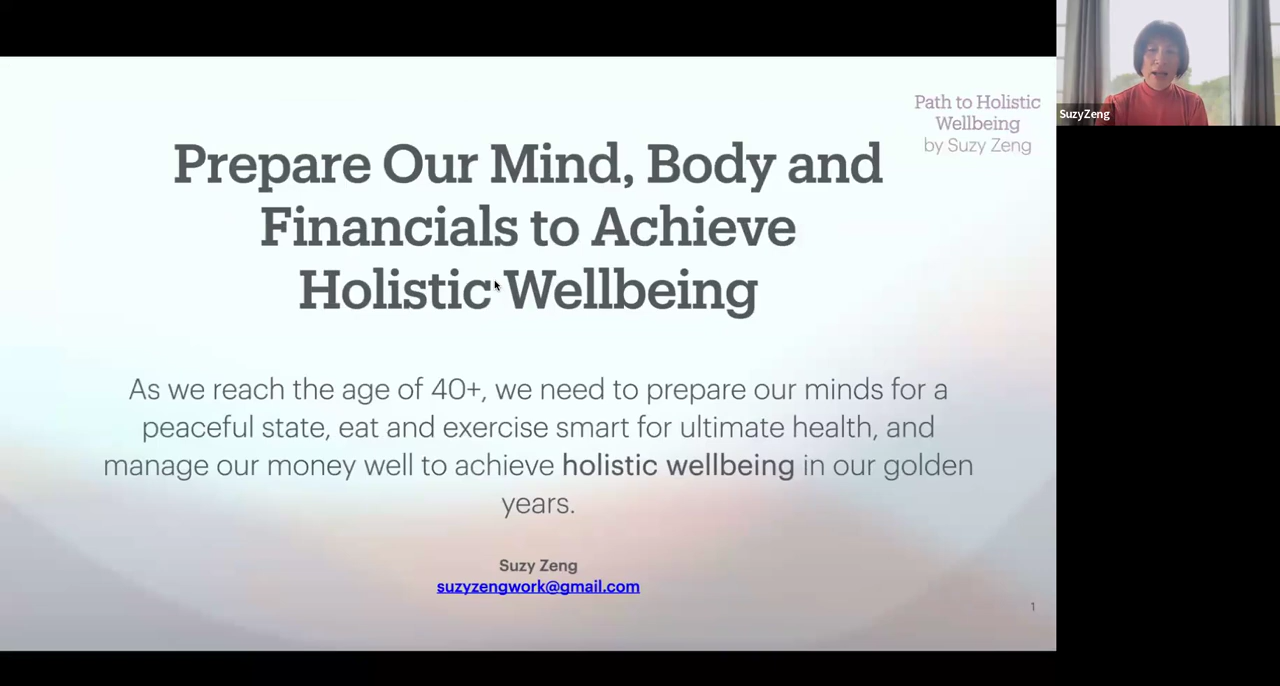 Path to Holistic
Wellbeing
by Suzy Zeng
SuzyZeng
Prepare Our Mind, Body and
Financials to Achieve
Holistic Wellbeing
As we reach the age of 40+, we need to prepare our minds for a
peaceful state, eat and exercise smart for ultimate health, and
manage our money well to achieve holistic wellbeing in our golden
years.
Suzy Zeng
suzyzengwork@gmail.com
1